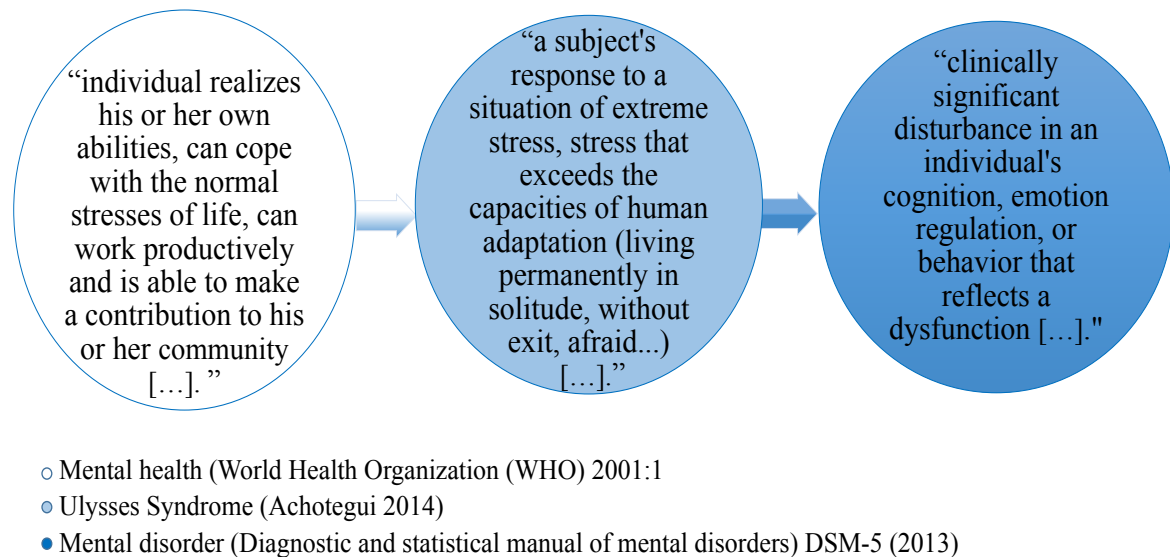 “individual realizes
his or her own
abilities, can cope
with the normal
stresses of life, can
work productively
and is able to make
a contribution to his
or her community
[…]. ”
“a subject's
response to a
situation of extreme
stress, stress that
exceeds the
capacities of human
adaptation (living
permanently in
solitude, without
exit, afraid...)
[…].”
“clinically
significant
disturbance in an
individual's
cognition, emotion
regulation, or
behavior that
reflects a
dysfunction […]."
Mental health (World Health Organization (WHO) 2001:1
Ulysses Syndrome (Achotegui 2014)
Mental disorder (Diagnostic and statistical manual of mental disorders) DSM-5 (2013)